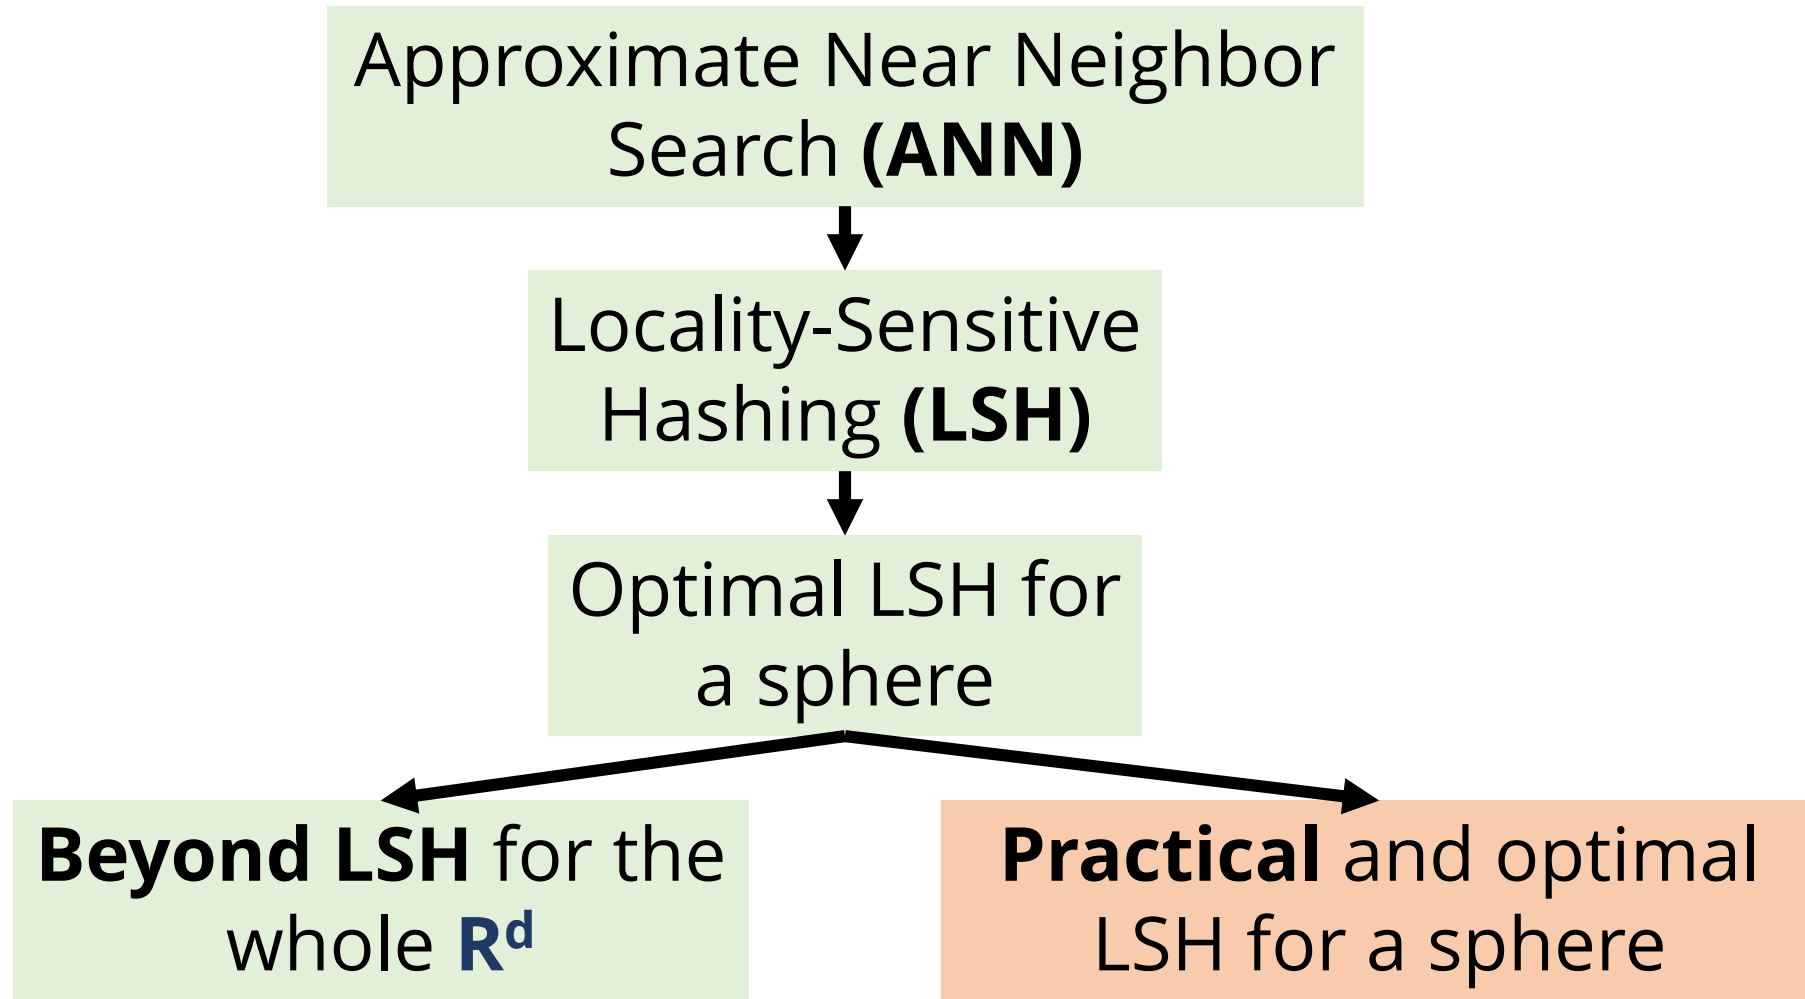 Approximate Near Neighbor
Search (ANN)
Locality-Sensitive
Hashing (LSH)
Optimal LSH for
a sphere
Beyond LSH for the
whole Rᵈ
Practical and optimal
LSH for a sphere